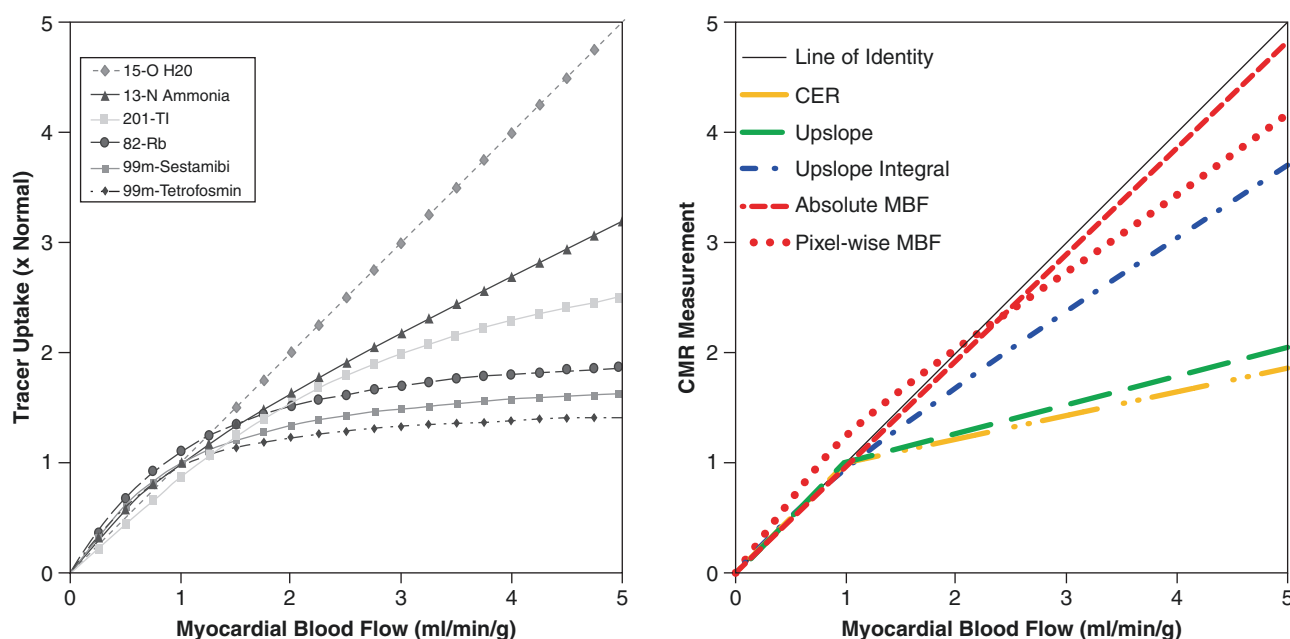 5
4
3
2
1
0
Tracer Uptake (x Normal)
15-O H20
13-N Ammonia
201-Tl
82-Rb
99m-Sestamibi
99m-Tetrofosmin
0 1 2 3 4 5
Myocardial Blood Flow (ml/min/g)
5
4
3
2
1
0
CMR Measurement
Line of Identity
CER
Upslope
Upslope Integral
Absolute MBF
Pixel-wise MBF
0 1 2 3 4 5
Myocardial Blood Flow (ml/min/g)